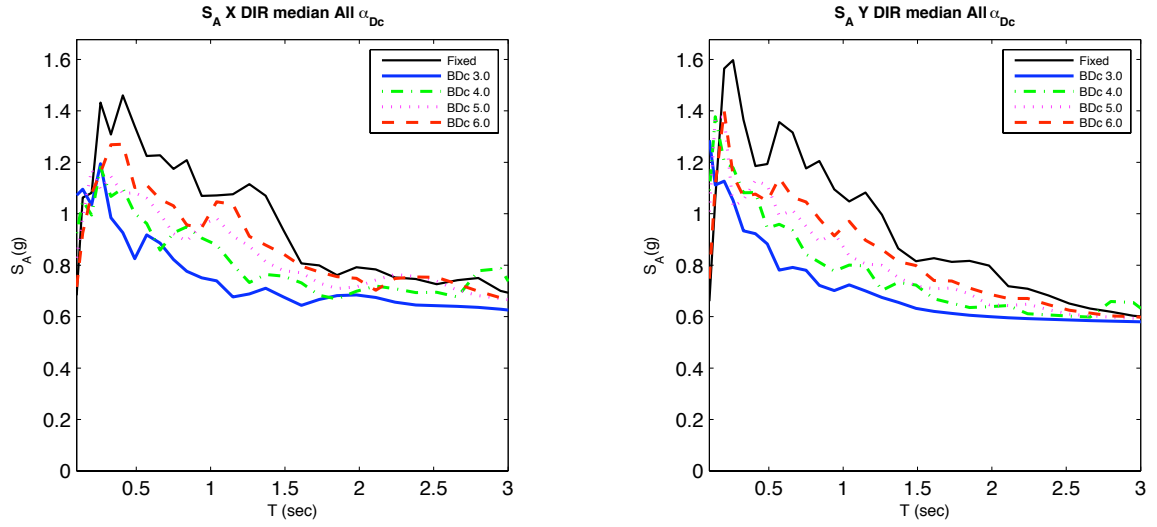 S_A X DIR median All α_Dc
1.6
1.4
1.2
1
0.8
0.6
0.4
0.2
0
S_A(g)
0.5
1
1.5
2
2.5
3
T (sec)
Fixed
BDc 3.0
BDc 4.0
BDc 5.0
BDc 6.0
S_A Y DIR median All α_Dc
1.6
1.4
1.2
1
0.8
0.6
0.4
0.2
0
S_A(g)
0.5
1
1.5
2
2.5
3
T (sec)
Fixed
BDc 3.0
BDc 4.0
BDc 5.0
BDc 6.0